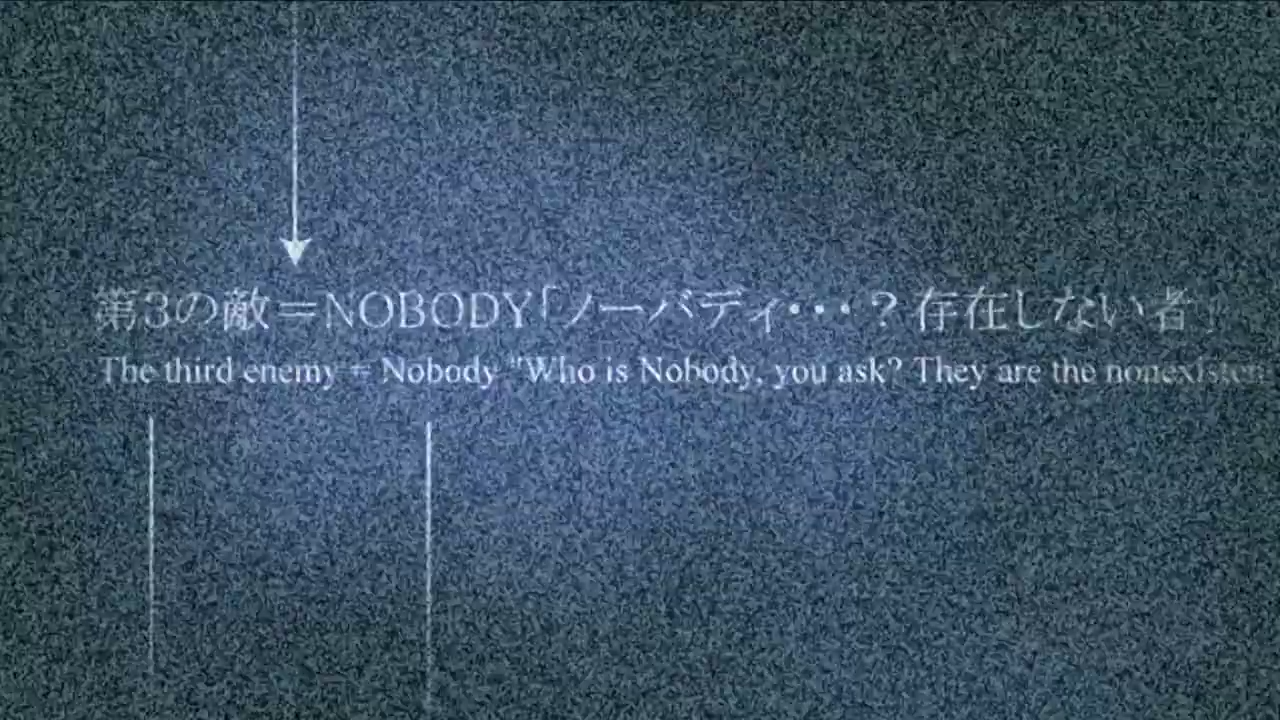 第3の敵=NOBODY「ノーバディ・・・?存在しない者」
The third enemy = Nobody "Who is Nobody, you ask? They are the nonexisten